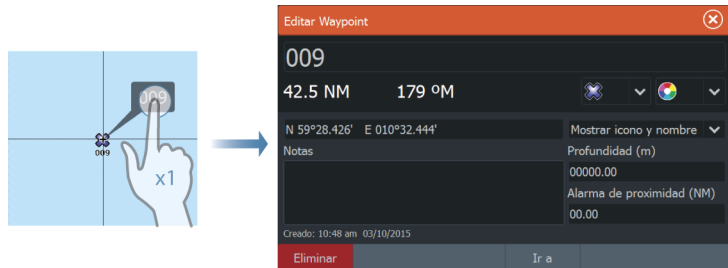 009
009
x1
Editar Waypoint
009
42.5 NM 179 ºM
N 59°28.426' E 010°32.444' Mostrar icono y nombre
Notas Profundidad (m)
00000.00
Alarma de proximidad (NM)
00.00
Creado: 10:48 am 03/10/2015
Eliminar Ir a